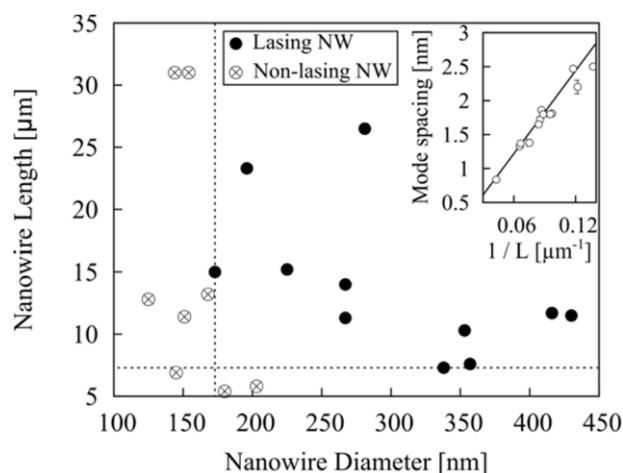 35
30
25
20
15
10
5
100 150 200 250 300 350 400 450
Nanowire Length [µm]
Nanowire Diameter [nm]
Lasing NW
Non-lasing NW
3
2.5
2
1.5
1
0.5
0.06 0.12
Mode spacing [nm]
1 / L [µm⁻¹]